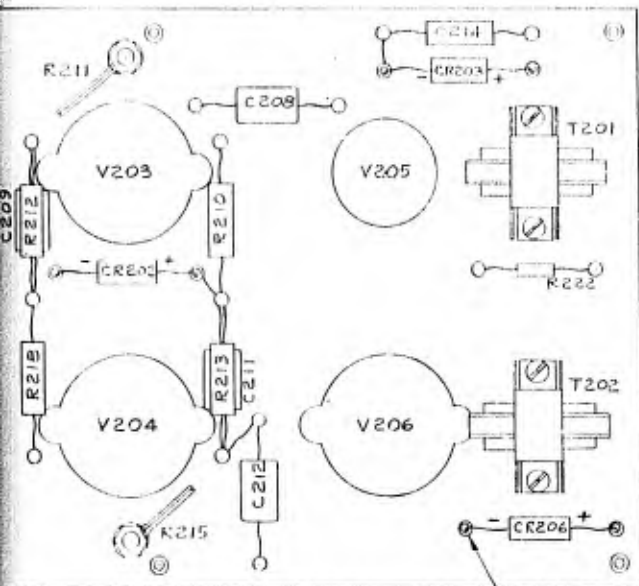 R211
C208
- CR203 +
T201
V203
V205
C209
R212
R210
- CR202 +
R222
R218
R213
C211
T202
V204
V206
C212
R215
- CR206 +